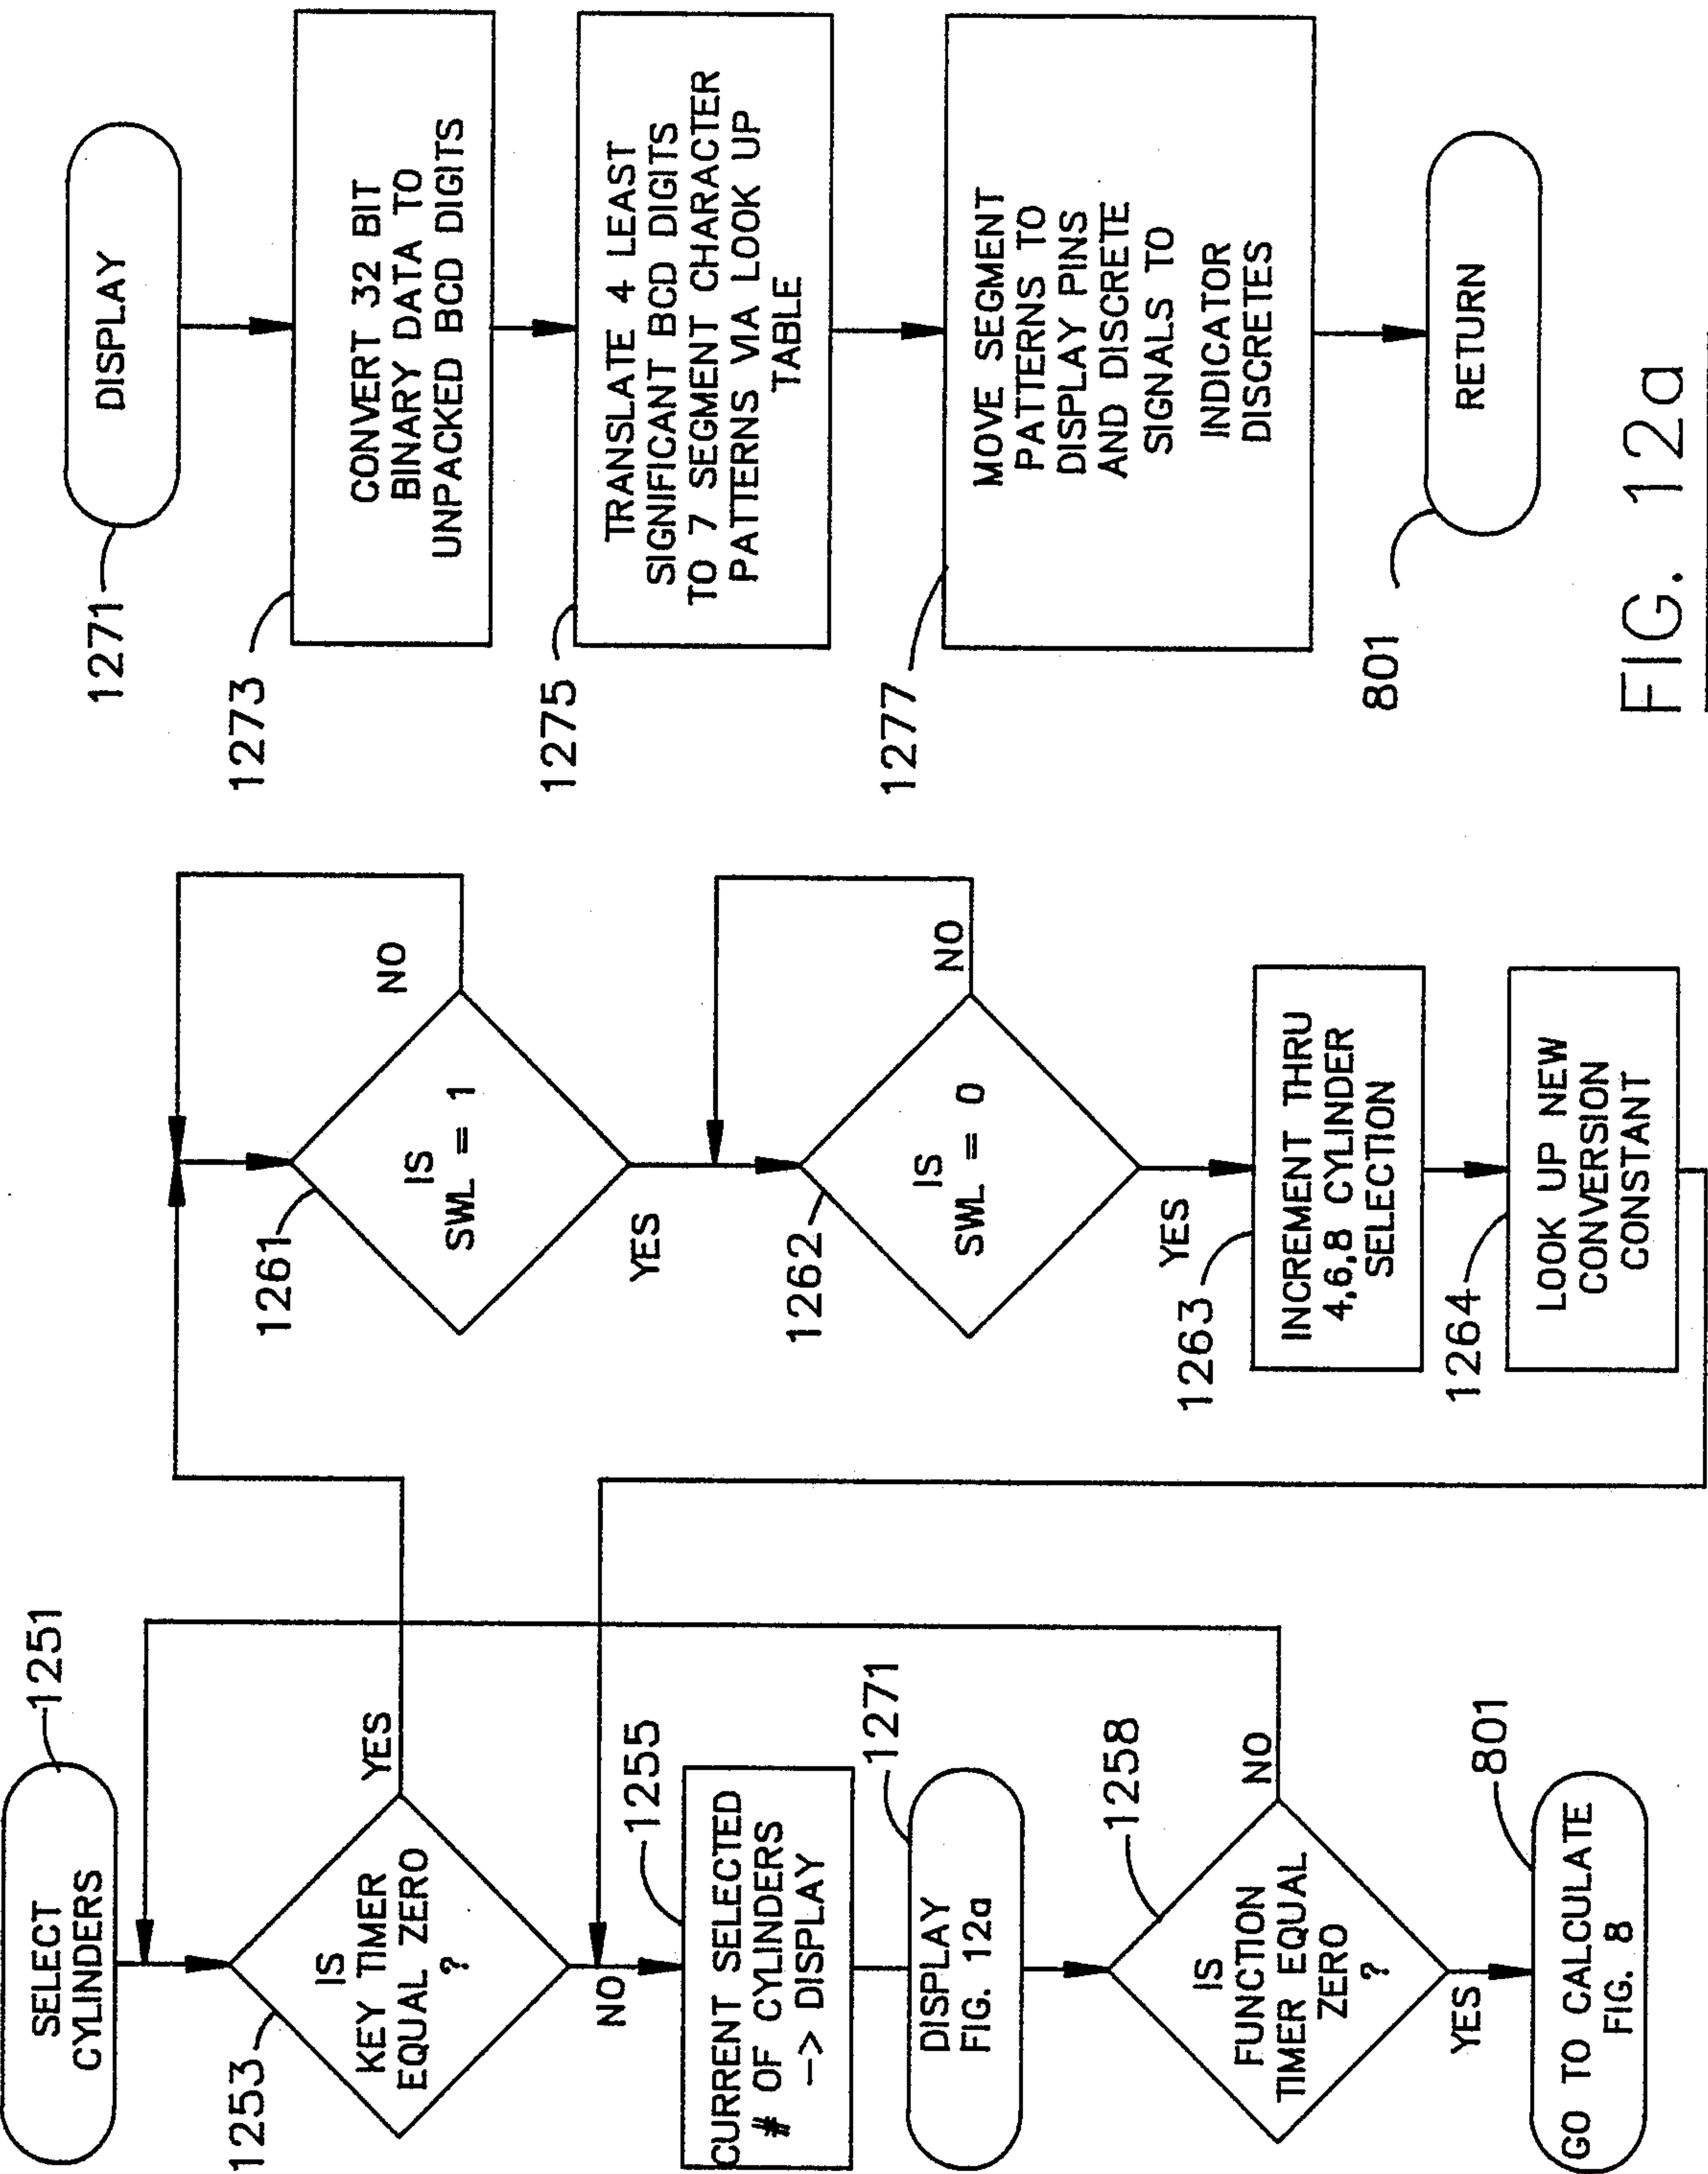 SELECT
CYLINDERS
1251
1253
IS
KEY TIMER
EQUAL ZERO
?
YES
NO
1255
CURRENT SELECTED
# OF CYLINDERS
-> DISPLAY
1271
DISPLAY
FIG. 12a
1258
IS
FUNCTION
TIMER EQUAL
ZERO
?
NO
YES
801
GO TO CALCULATE
FIG. 8
1261
IS
SWL = 1
NO
YES
1262
IS
SWL = 0
NO
YES
1263
INCREMENT THRU
4,6,8 CYLINDER
SELECTION
1264
LOOK UP NEW
CONVERSION
CONSTANT
1271
DISPLAY
1273
CONVERT 32 BIT
BINARY DATA TO
UNPACKED BCD DIGITS
1275
TRANSLATE 4 LEAST
SIGNIFICANT BCD DIGITS
TO 7 SEGMENT CHARACTER
PATTERNS VIA LOOK UP
TABLE
1277
MOVE SEGMENT
PATTERNS TO
DISPLAY PINS
AND DISCRETE
SIGNALS TO
INDICATOR
DISCRETES
801
RETURN
FIG. 12a